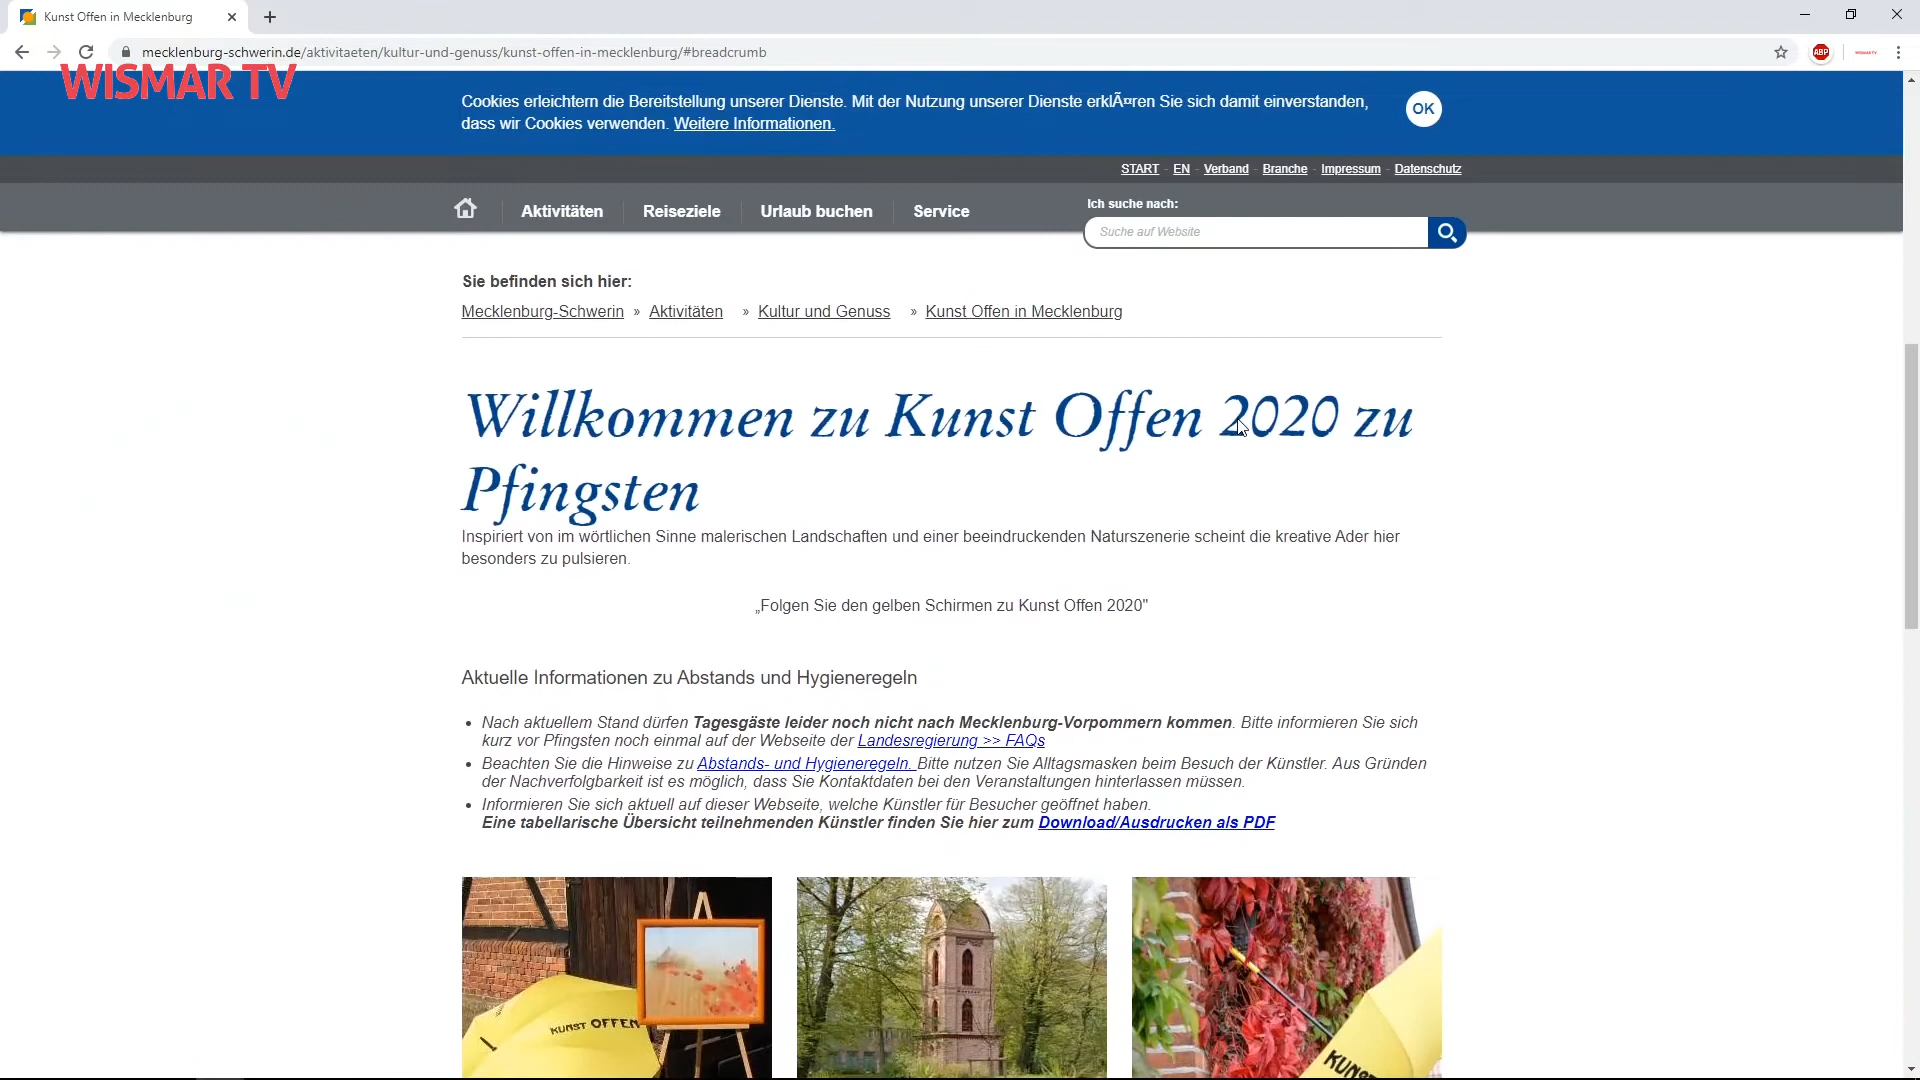 Kunst Offen in Mecklenburg
mecklenburg-schwerin.de/aktivitaeten/kultur-und-genuss/kunst-offen-in-mecklenburg/#breadcrumb
ABP
WISMAR TV
WISMAR TV
Cookies erleichtern die Bereitstellung unserer Dienste. Mit der Nutzung unserer Dienste erklÃ¤ren Sie sich damit einverstanden,
dass wir Cookies verwenden. Weitere Informationen.
OK
START - EN - Verband - Branche - Impressum - Datenschutz
Aktivitäten
Reiseziele
Urlaub buchen
Service
Ich suche nach:
Suche auf Website
Sie befinden sich hier:
Mecklenburg-Schwerin » Aktivitäten » Kultur und Genuss » Kunst Offen in Mecklenburg
Willkommen zu Kunst Offen 2020 zu
Pfingsten
Inspiriert von im wörtlichen Sinne malerischen Landschaften und einer beeindruckenden Naturszenerie scheint die kreative Ader hier
besonders zu pulsieren.
„Folgen Sie den gelben Schirmen zu Kunst Offen 2020"
Aktuelle Informationen zu Abstands und Hygieneregeln
• Nach aktuellem Stand dürfen Tagesgäste leider noch nicht nach Mecklenburg-Vorpommern kommen. Bitte informieren Sie sich
kurz vor Pfingsten noch einmal auf der Webseite der Landesregierung >> FAQs
• Beachten Sie die Hinweise zu Abstands- und Hygieneregeln. Bitte nutzen Sie Alltagsmasken beim Besuch der Künstler. Aus Gründen
der Nachverfolgbarkeit ist es möglich, dass Sie Kontaktdaten bei den Veranstaltungen hinterlassen müssen.
• Informieren Sie sich aktuell auf dieser Webseite, welche Künstler für Besucher geöffnet haben.
Eine tabellarische Übersicht teilnehmenden Künstler finden Sie hier zum Download/Ausdrucken als PDF
KUNST OFFEN
KUNST